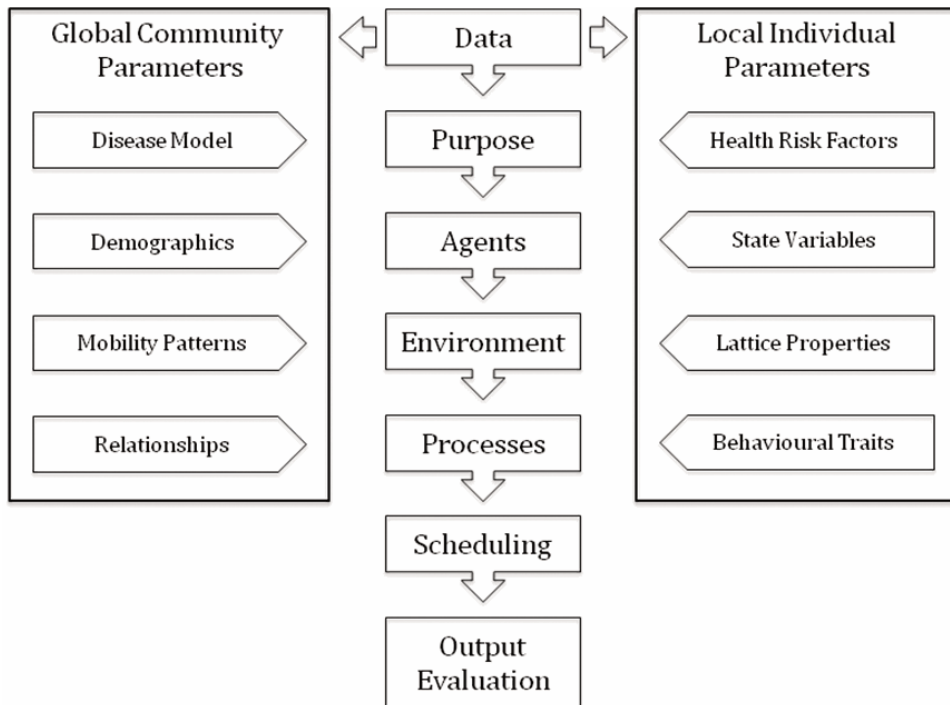 Global Community
Parameters
Disease Model
Demographics
Mobility Patterns
Relationships
Data
Purpose
Agents
Environment
Processes
Scheduling
Output
Evaluation
Local Individual
Parameters
Health Risk Factors
State Variables
Lattice Properties
Behavioural Traits